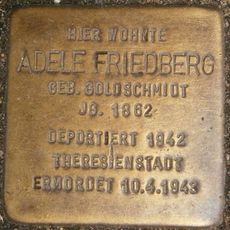 HIER WOHNTE
ADELE FRIEDBERG
GEB. GOLDSCHMIDT
JG. 1862
DEPORTIERT 1942
THERESIENSTADT
ERMORDET 10.4.1943